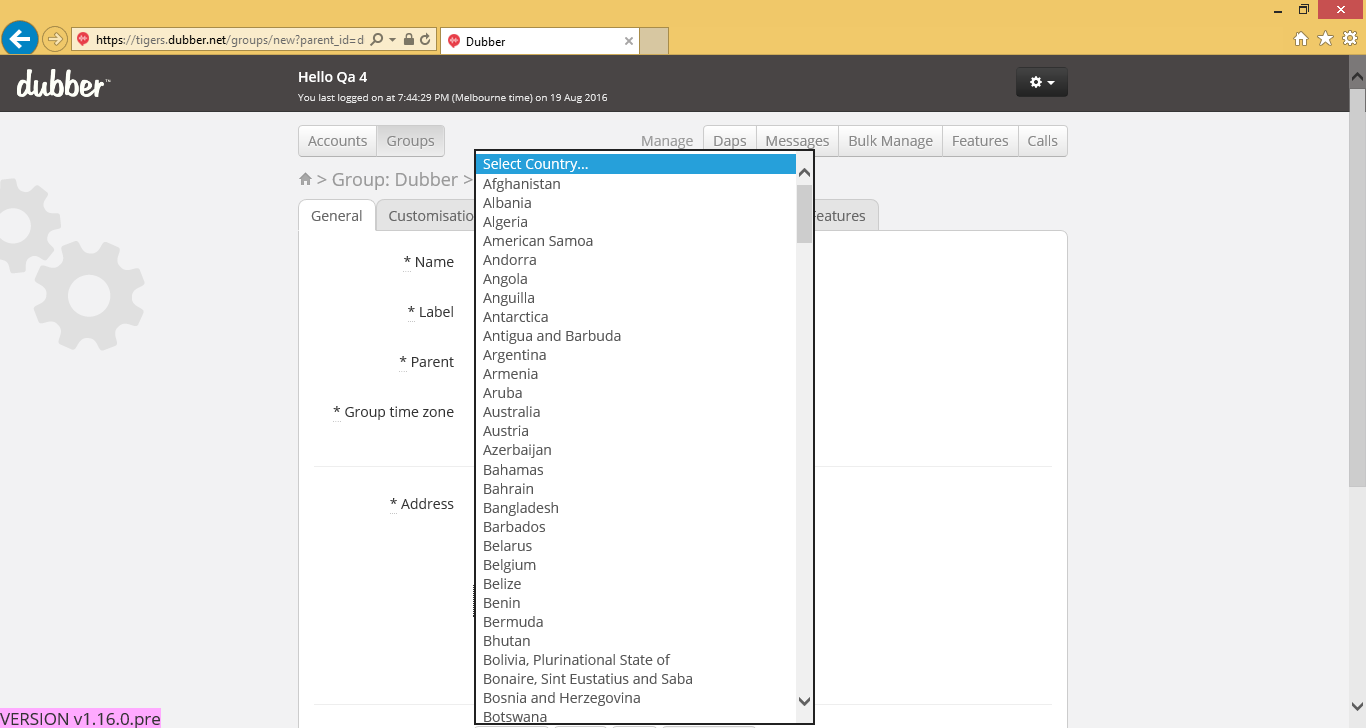 https://tigers.dubber.net/groups/new?parent_id=d
Dubber
dubber™
Hello Qa 4
You last logged on at 7:44:29 PM (Melbourne time) on 19 Aug 2016
Accounts Groups Manage Daps Messages Bulk Manage Features Calls
> Group: Dubber >
General Customisatio Features
* Name
* Label
* Parent
* Group time zone
* Address
Select Country...
Afghanistan
Albania
Algeria
American Samoa
Andorra
Angola
Anguilla
Antarctica
Antigua and Barbuda
Argentina
Armenia
Aruba
Australia
Austria
Azerbaijan
Bahamas
Bahrain
Bangladesh
Barbados
Belarus
Belgium
Belize
Benin
Bermuda
Bhutan
Bolivia, Plurinational State of
Bonaire, Sint Eustatius and Saba
Bosnia and Herzegovina
Botswana
VERSION v1.16.0.pre